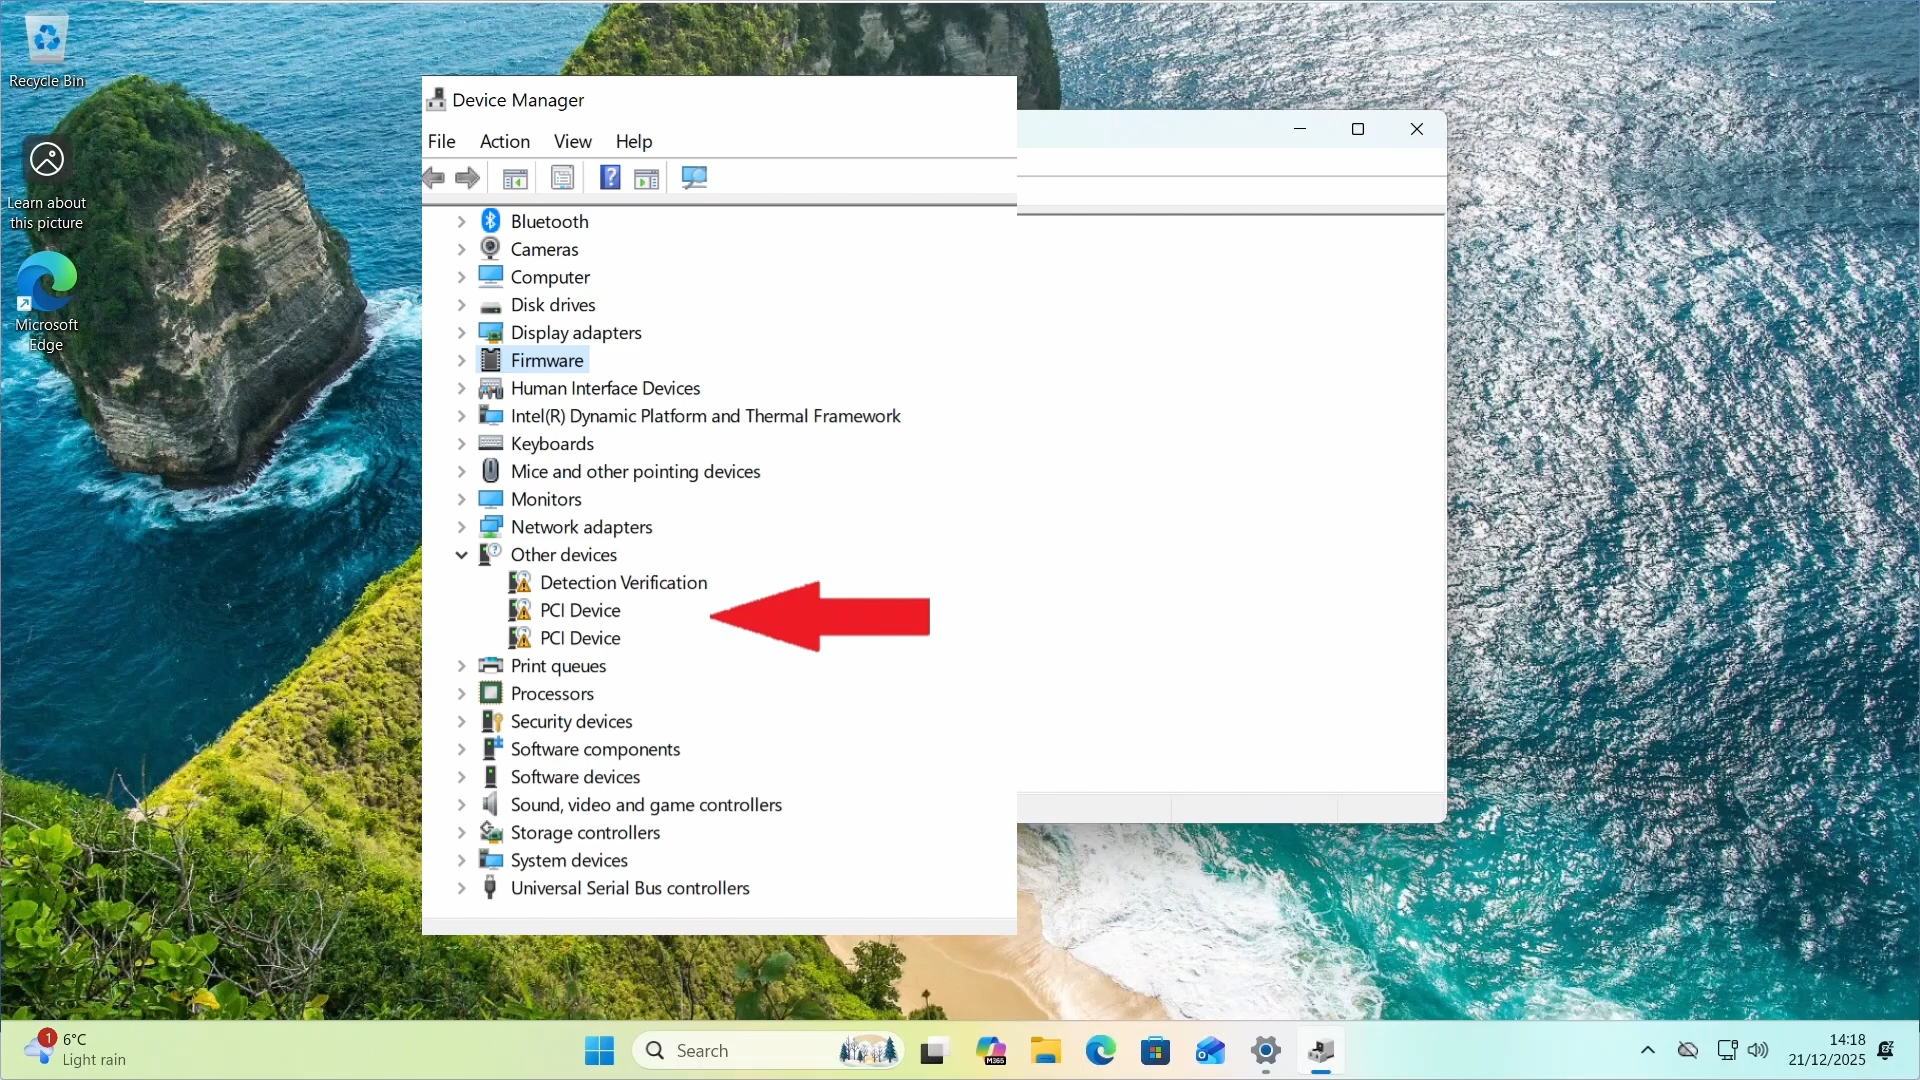 Recycle Bin
Learn about
this picture
Microsoft
Edge
Device Manager
File Action View Help
Bluetooth
Cameras
Computer
Disk drives
Display adapters
Firmware
Human Interface Devices
Intel(R) Dynamic Platform and Thermal Framework
Keyboards
Mice and other pointing devices
Monitors
Network adapters
Other devices
Detection Verification
PCI Device
PCI Device
Print queues
Processors
Security devices
Software components
Software devices
Sound, video and game controllers
Storage controllers
System devices
Universal Serial Bus controllers
1
6°C
Light rain
Search
M365
14:18
21/12/2025